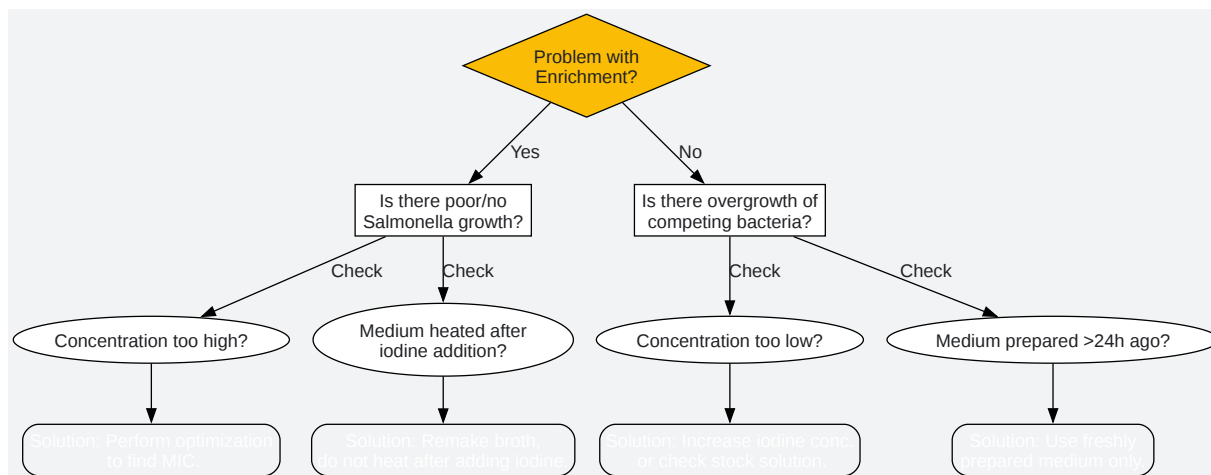 Problem with
Enrichment?
Yes
No
Is there poor/no
Salmonella growth?
Is there overgrowth of
competing bacteria?
Check
Check
Check
Check
Concentration too high?
Medium heated after
iodine addition?
Concentration too low?
Medium prepared >24h ago?
Solution: Perform optimization
to find MIC.
Solution: Remake broth,
do not heat after adding iodine.
Solution: Increase iodine conc.
or check stock solution.
Solution: Use freshly
prepared medium only.